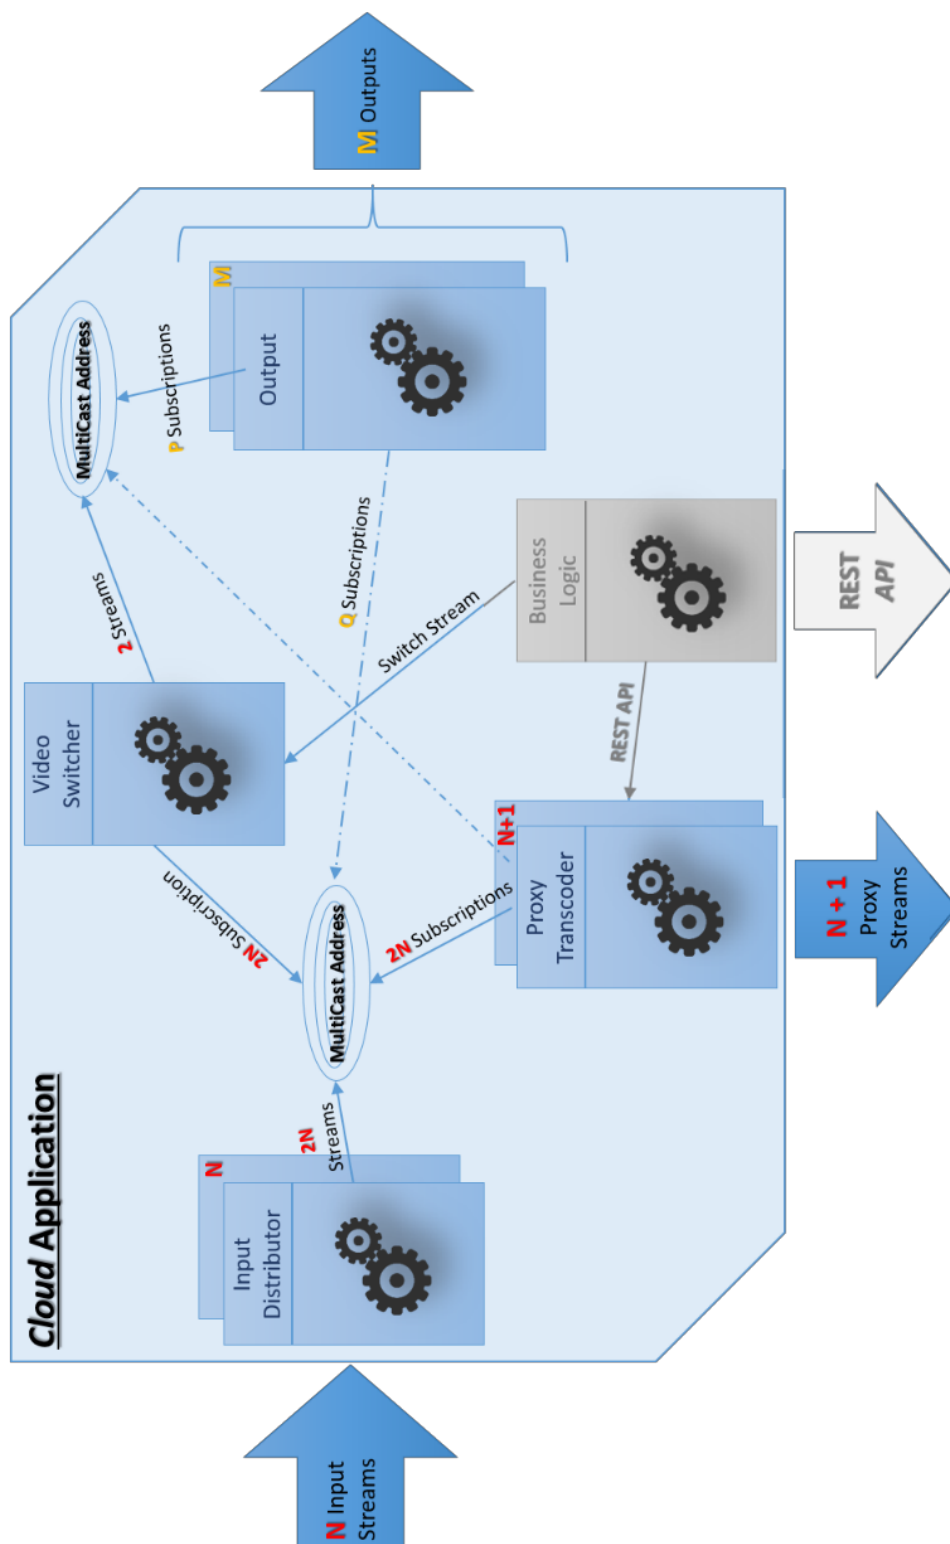 Cloud Application
N Input
Streams
N
Input
Distributor
2N
Streams
MultiCast Address
2N Subscription
Video
Switcher
2 Streams
MultiCast Address
2N Subscriptions
N+1
Proxy
Transcoder
REST API
Switch Stream
Business
Logic
Q Subscriptions
P Subscriptions
M
Output
M Outputs
N + 1
Proxy
Streams
REST
API